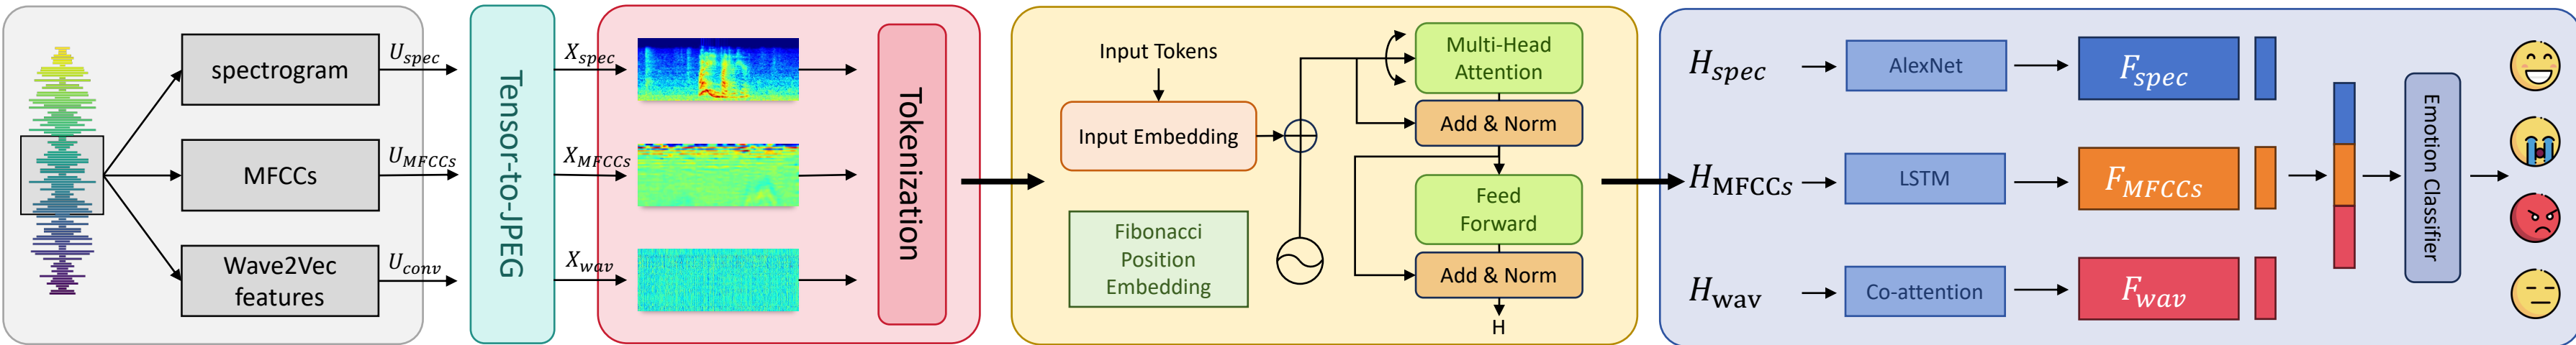 spectrogram
MFCCs
Wave2Vec
features
U_spec
U_MFCCs
U_conv
Tensor-to-JPEG
X_spec
X_MFCCs
X_wav
Tokenization
Input Tokens
Input Embedding
Fibonacci
Position
Embedding
Multi-Head
Attention
Add & Norm
Feed
Forward
Add & Norm
H
H_spec
AlexNet
F_spec
H_MFCCs
LSTM
F_MFCCs
H_wav
Co-attention
F_wav
Emotion Classifier